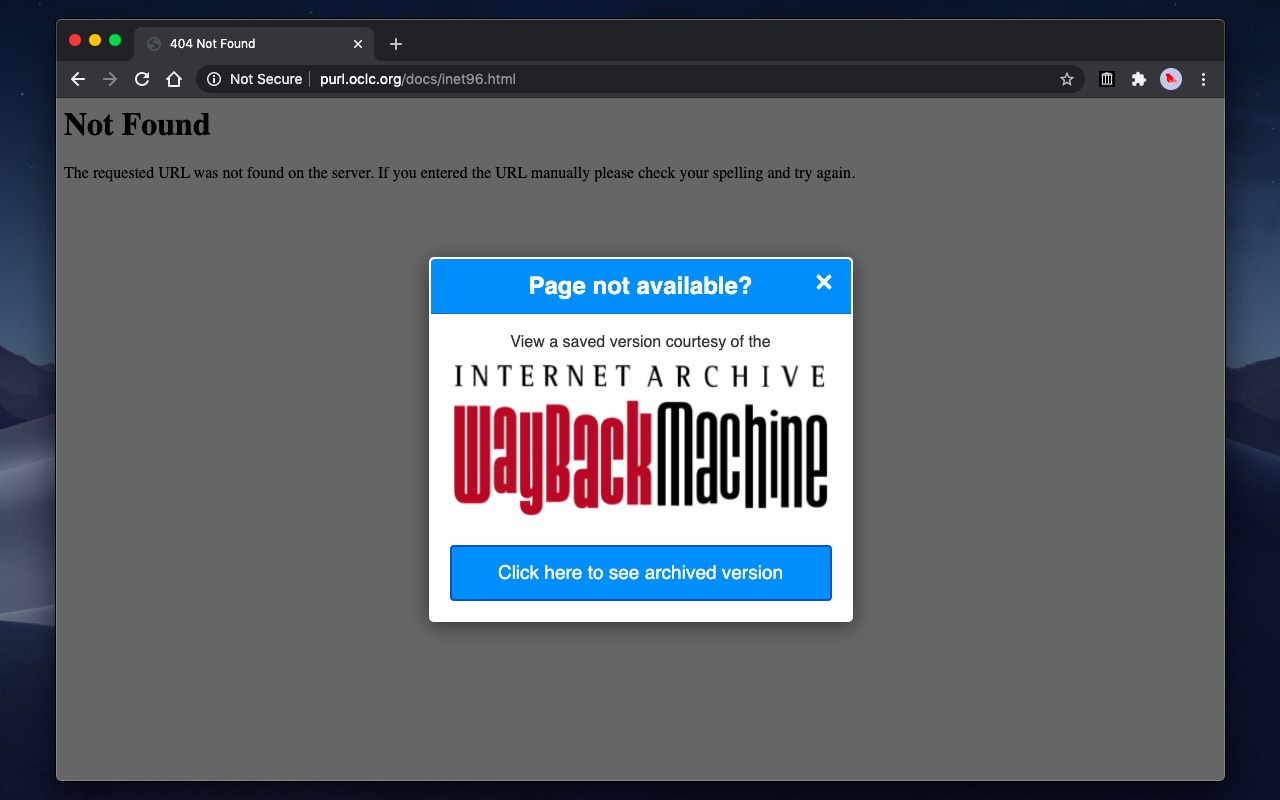 404 Not Found
Not Secure purl.oclc.org/docs/inet96.html
Not Found
The requested URL was not found on the server. If you entered the URL manually please check your spelling and try again.
Page not available?
View a saved version courtesy of the
INTERNET ARCHIVE
WayBackMachine
Click here to see archived version